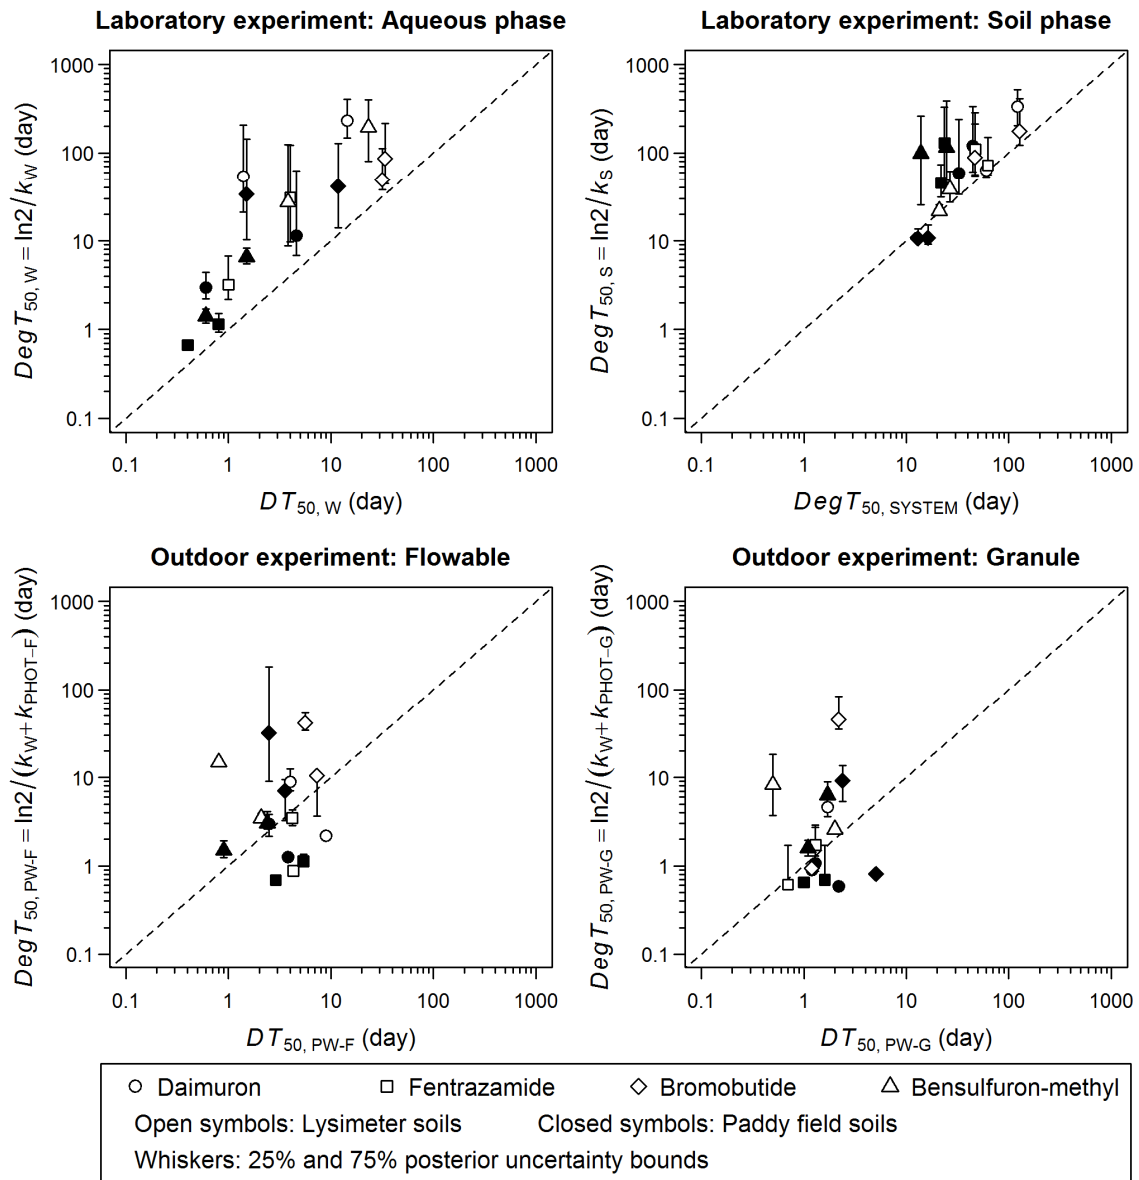 Laboratory experiment: Aqueous phase
DegT50, W = ln2/kW (day)
1000
100
10
1
0.1
0.1 1 10 100 1000
DT50, W (day)
Laboratory experiment: Soil phase
DegT50, S = ln2/kS (day)
1000
100
10
1
0.1
0.1 1 10 100 1000
DegT50, SYSTEM (day)
Outdoor experiment: Flowable
DegT50, PW-F = ln2/(kW+kPHOT−F) (day)
1000
100
10
1
0.1
0.1 1 10 100 1000
DT50, PW-F (day)
Outdoor experiment: Granule
DegT50, PW-G = ln2/(kW+kPHOT−G) (day)
1000
100
10
1
0.1
0.1 1 10 100 1000
DT50, PW-G (day)
Daimuron Fentrazamide Bromobutide Bensulfuron-methyl
Open symbols: Lysimeter soils Closed symbols: Paddy field soils
Whiskers: 25% and 75% posterior uncertainty bounds